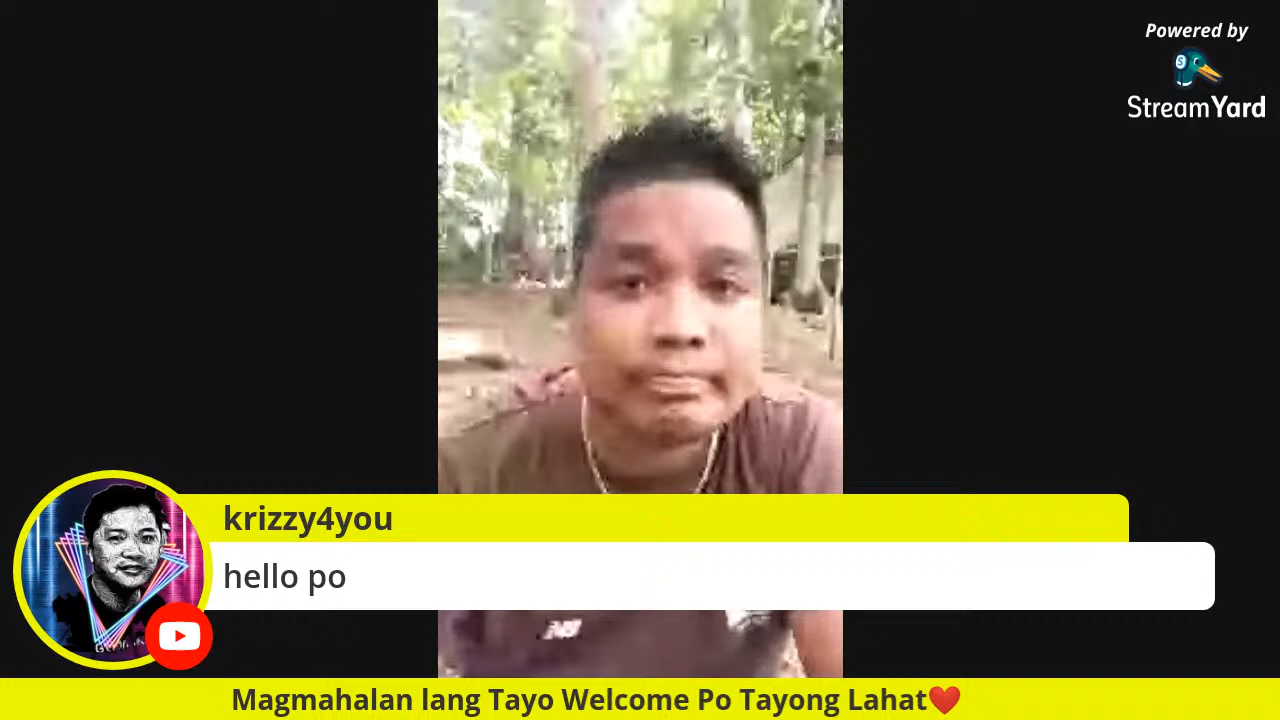 Powered by
StreamYard
krizzy4you
hello po
Magmahalan lang Tayo Welcome Po Tayong Lahat❤️